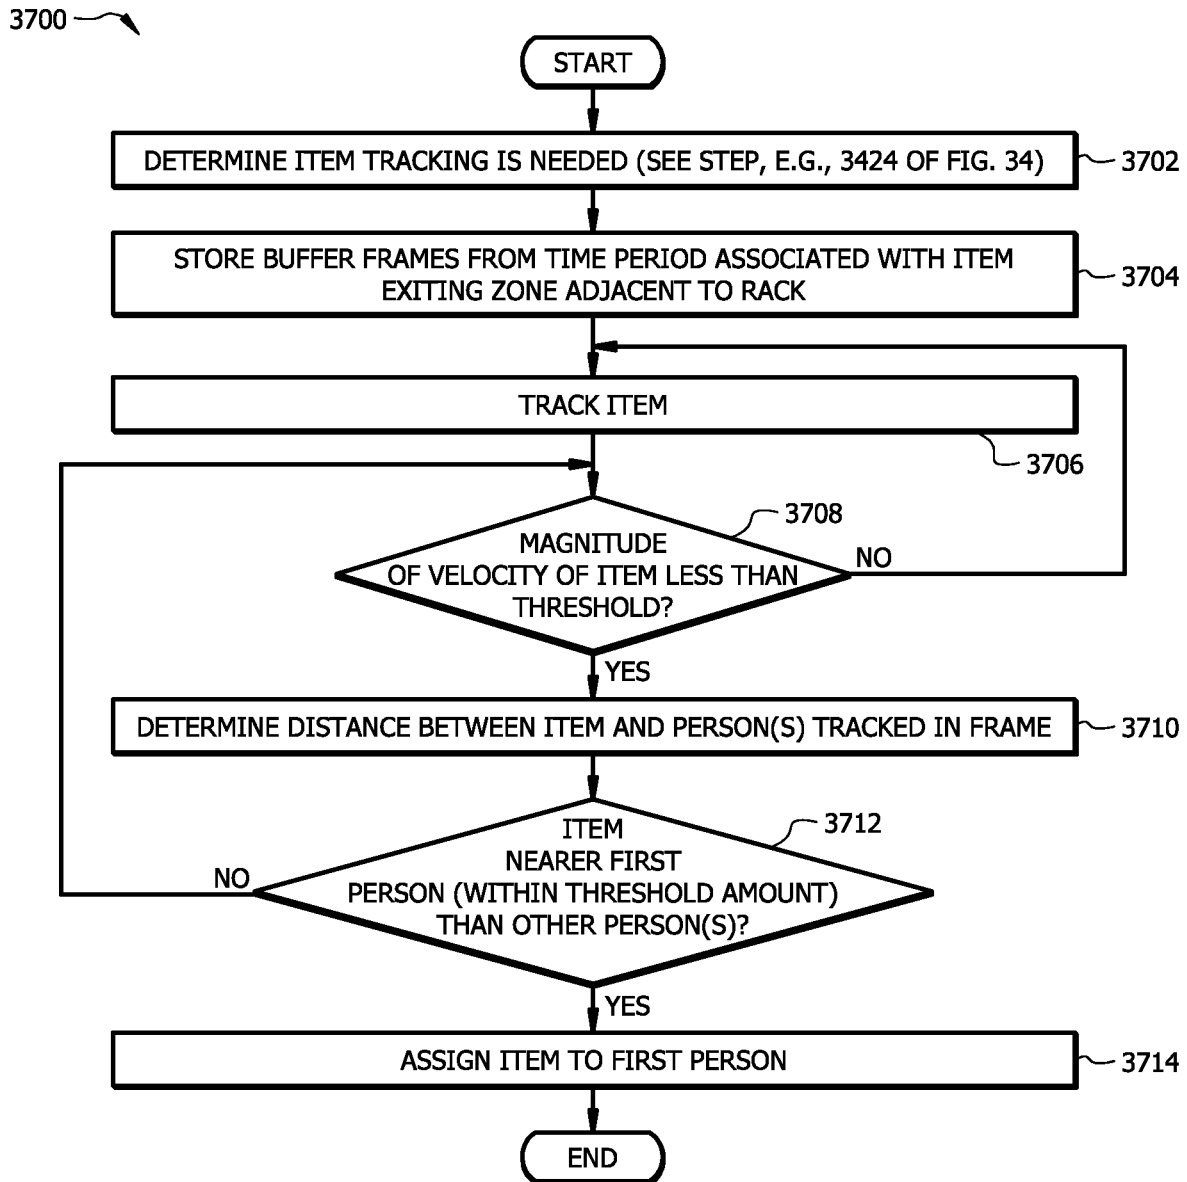 3700
START
DETERMINE ITEM TRACKING IS NEEDED (SEE STEP, E.G., 3424 OF FIG. 34)
3702
STORE BUFFER FRAMES FROM TIME PERIOD ASSOCIATED WITH ITEM
EXITING ZONE ADJACENT TO RACK
3704
TRACK ITEM
3706
3708
MAGNITUDE
OF VELOCITY OF ITEM LESS THAN
THRESHOLD?
NO
YES
DETERMINE DISTANCE BETWEEN ITEM AND PERSON(S) TRACKED IN FRAME
3710
3712
ITEM
NEARER FIRST
PERSON (WITHIN THRESHOLD AMOUNT)
THAN OTHER PERSON(S)?
NO
YES
ASSIGN ITEM TO FIRST PERSON
3714
END